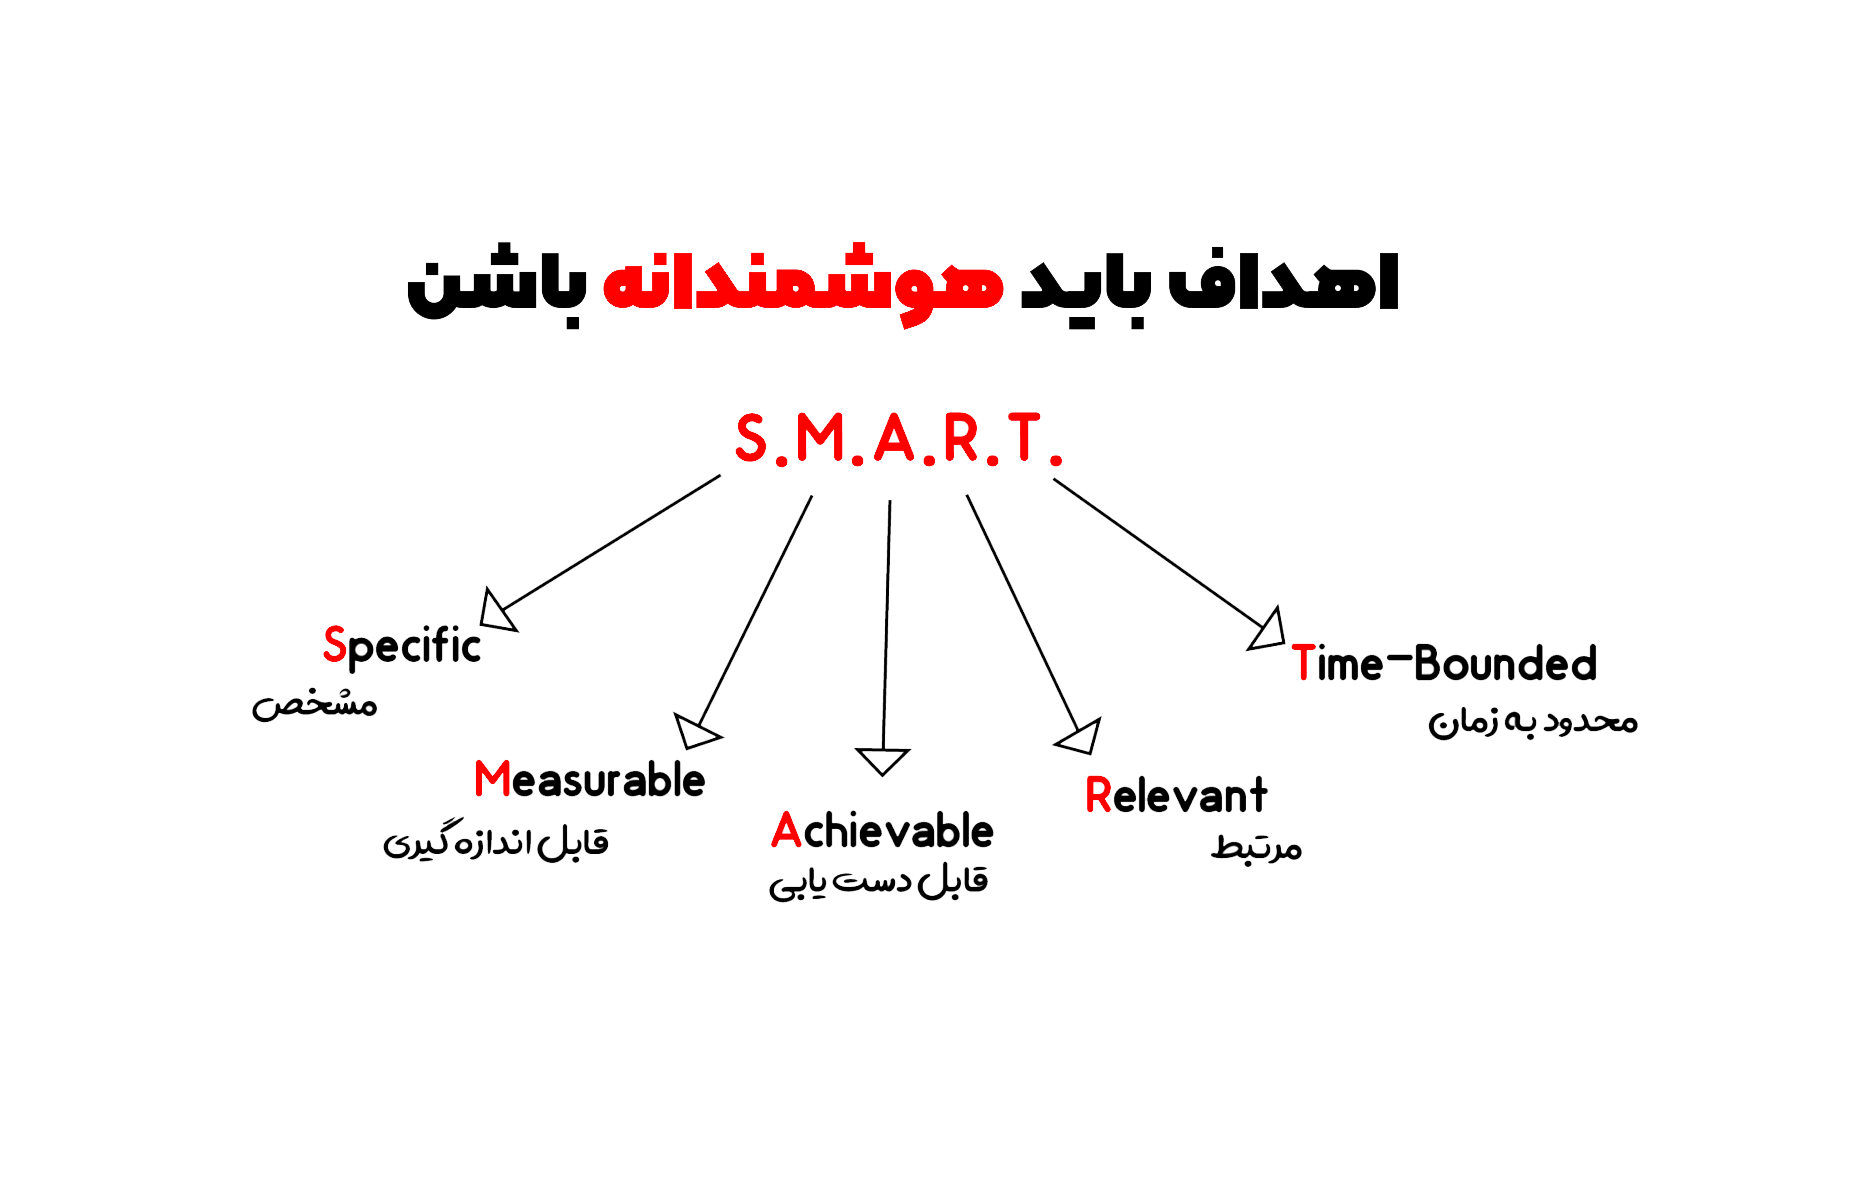 اهداف باید هوشمندانه باشن
S.M.A.R.T.
Specific
مشخص
Measurable
قابل اندازه گیری
Achievable
قابل دست یابی
Relevant
مرتبط
Time-Bounded
محدود به زمان